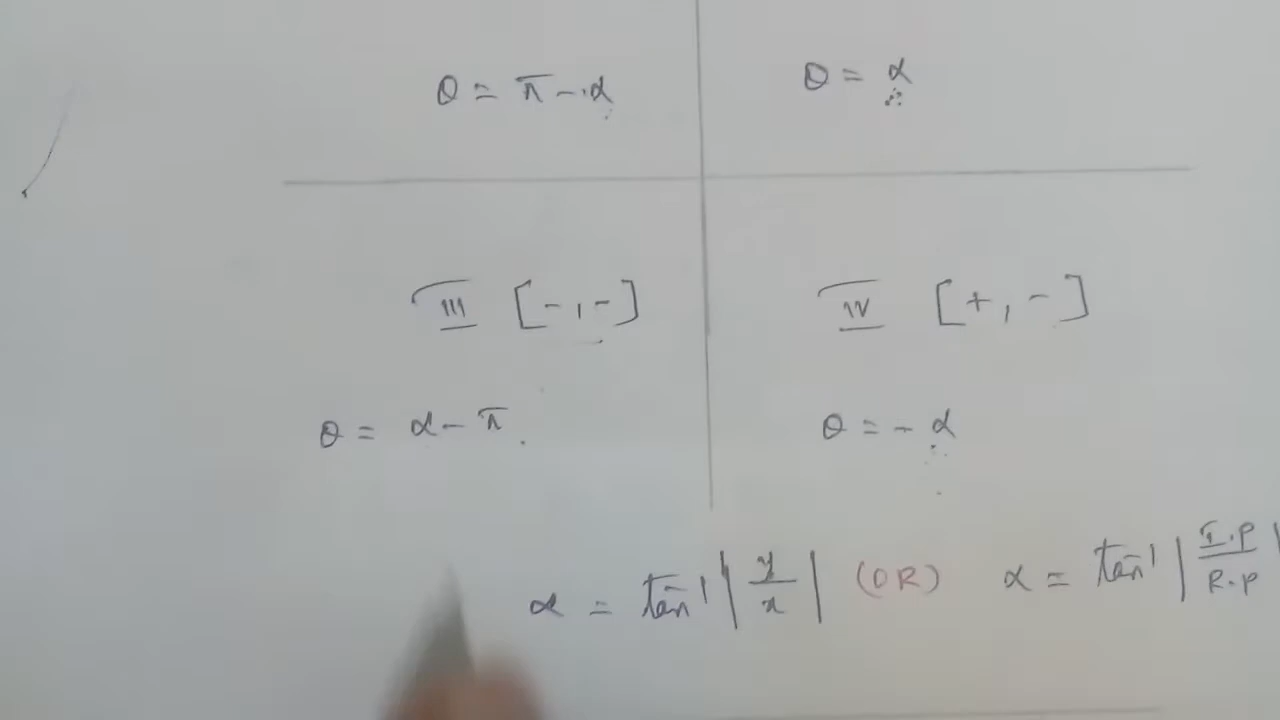 θ = π - α
θ = α
III [-,-]
IV [+,-]
θ = α - π.
θ = - α
α = tan⁻¹ |y/x| (OR) α = tan⁻¹ |I.P/R.P|